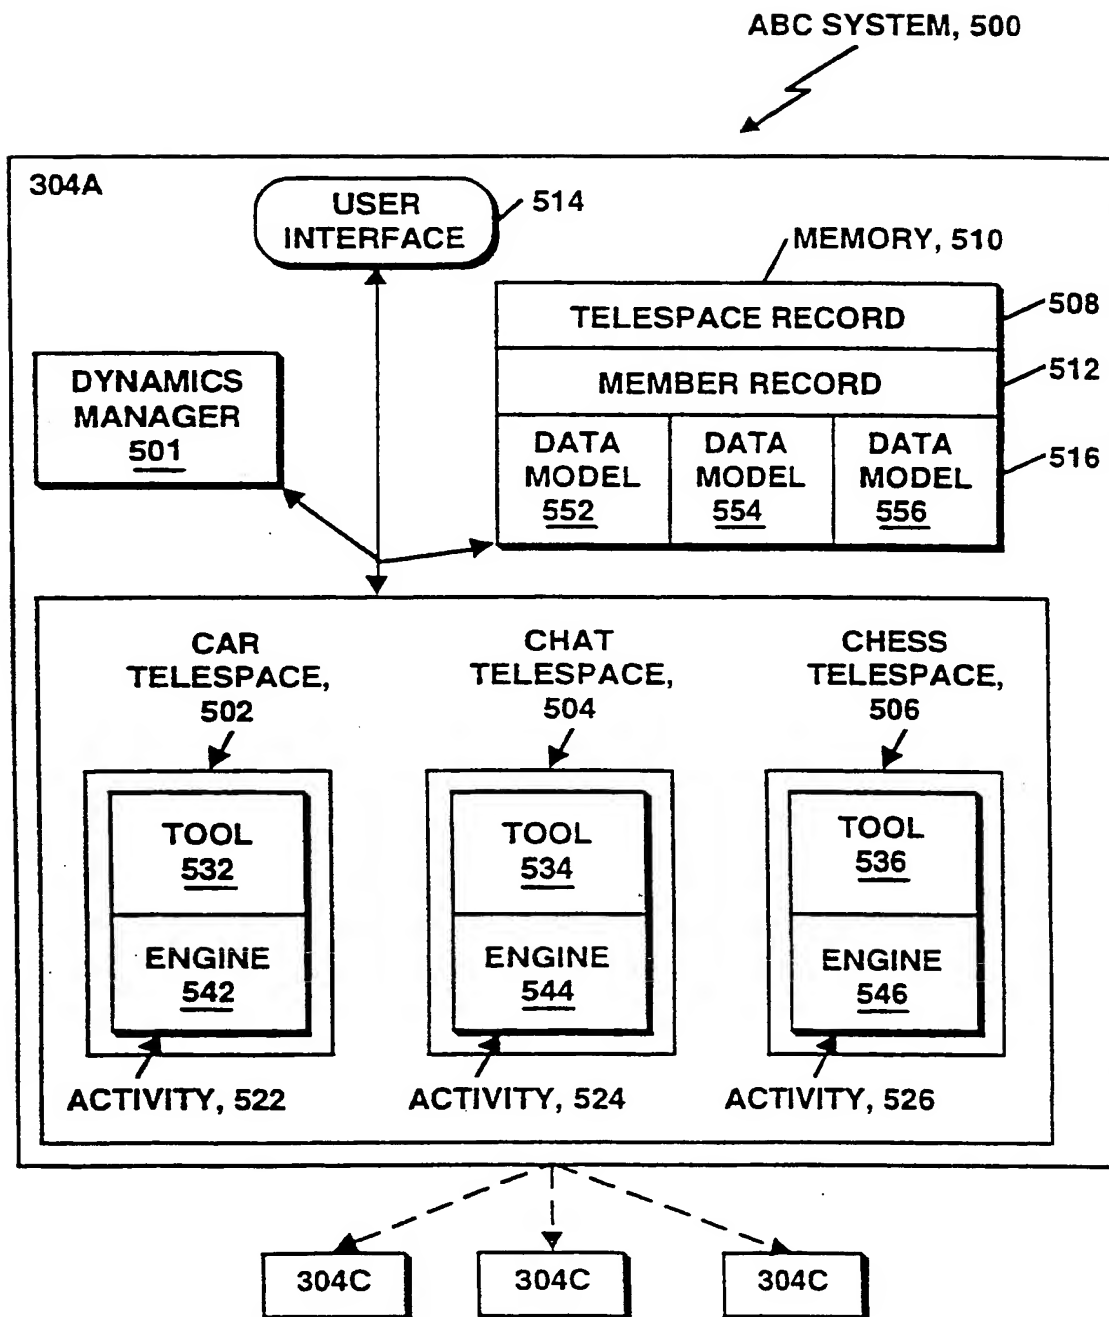 ABC SYSTEM, 500
304A
USER
INTERFACE
514
MEMORY, 510
TELESPACE RECORD
508
MEMBER RECORD
512
DYNAMICS
MANAGER
501
DATA
MODEL
552
DATA
MODEL
554
DATA
MODEL
556
516
CAR
TELESPACE,
502
CHAT
TELESPACE,
504
CHESS
TELESPACE,
506
TOOL
532
TOOL
534
TOOL
536
ENGINE
542
ENGINE
544
ENGINE
546
ACTIVITY, 522
ACTIVITY, 524
ACTIVITY, 526
304C
304C
304C